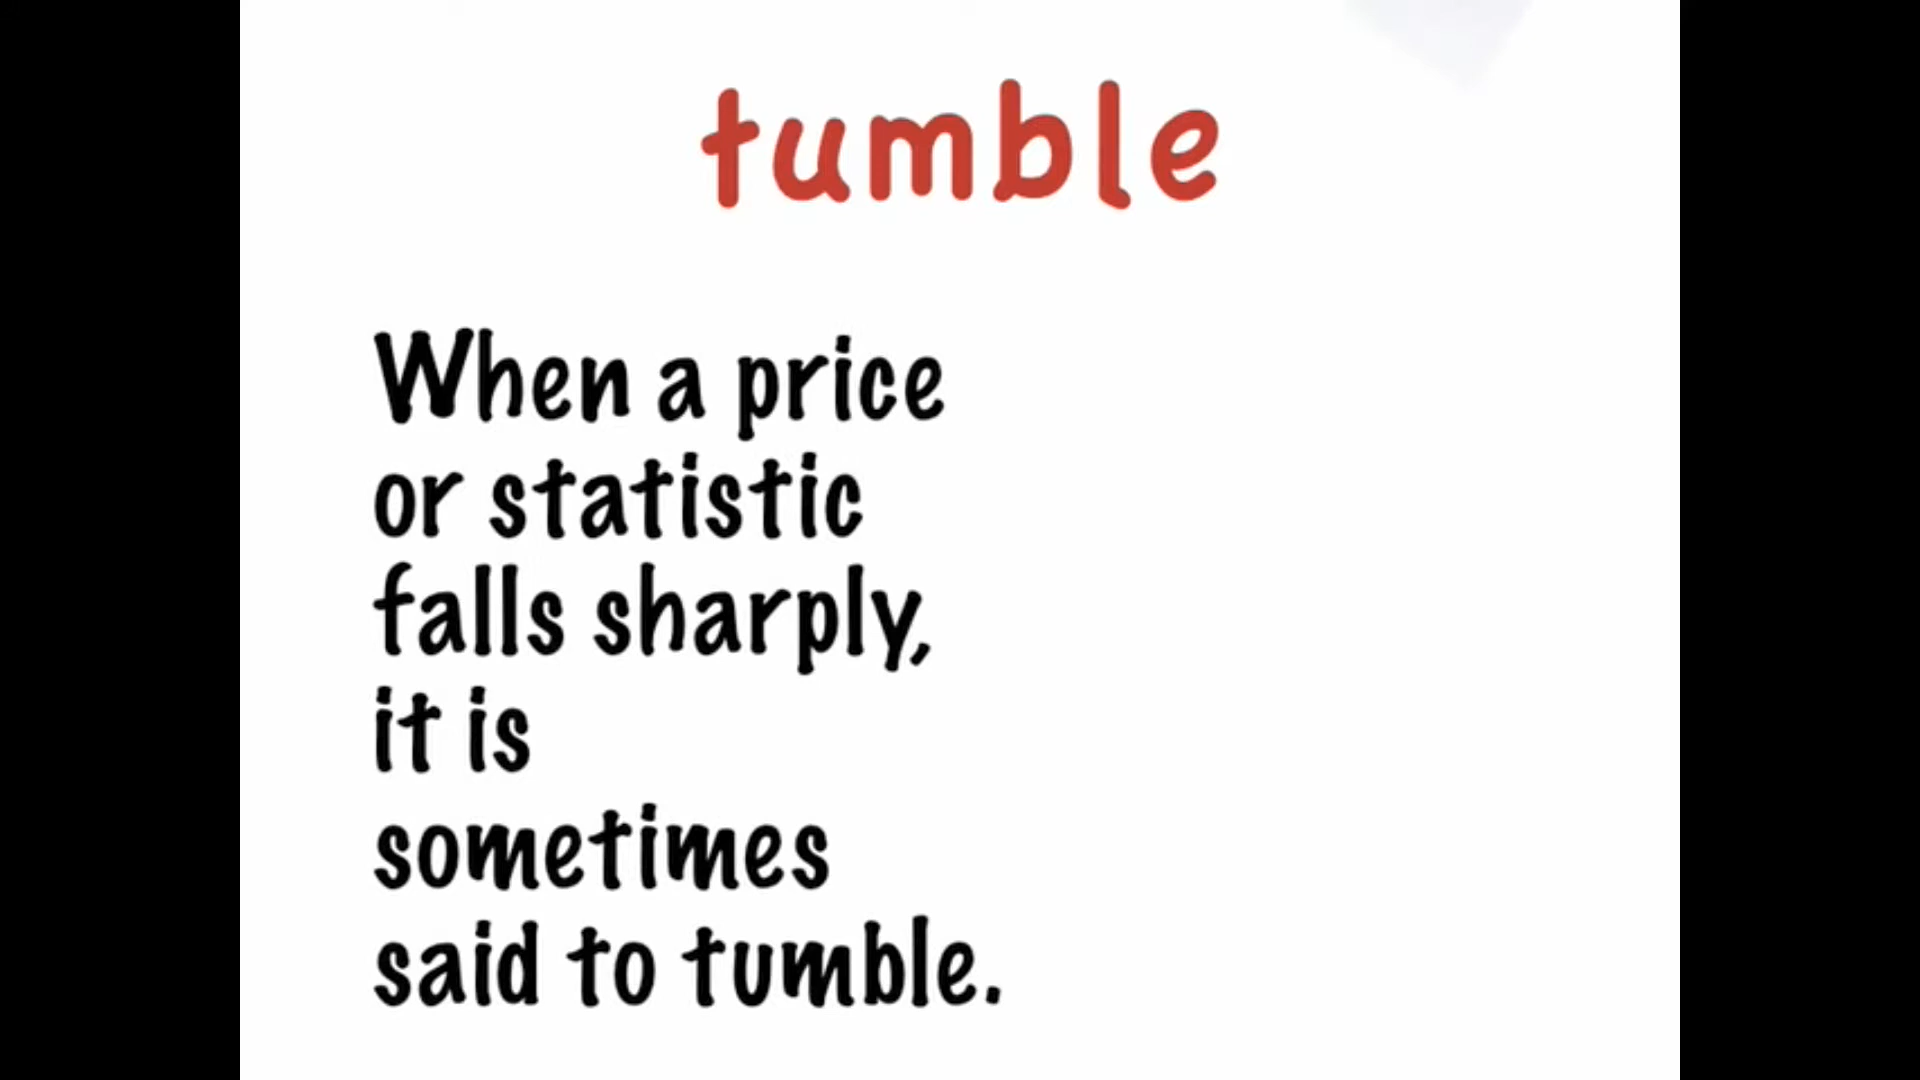 tumble
When a price
or statistic
falls sharply,
it is
sometimes
said to tumble.